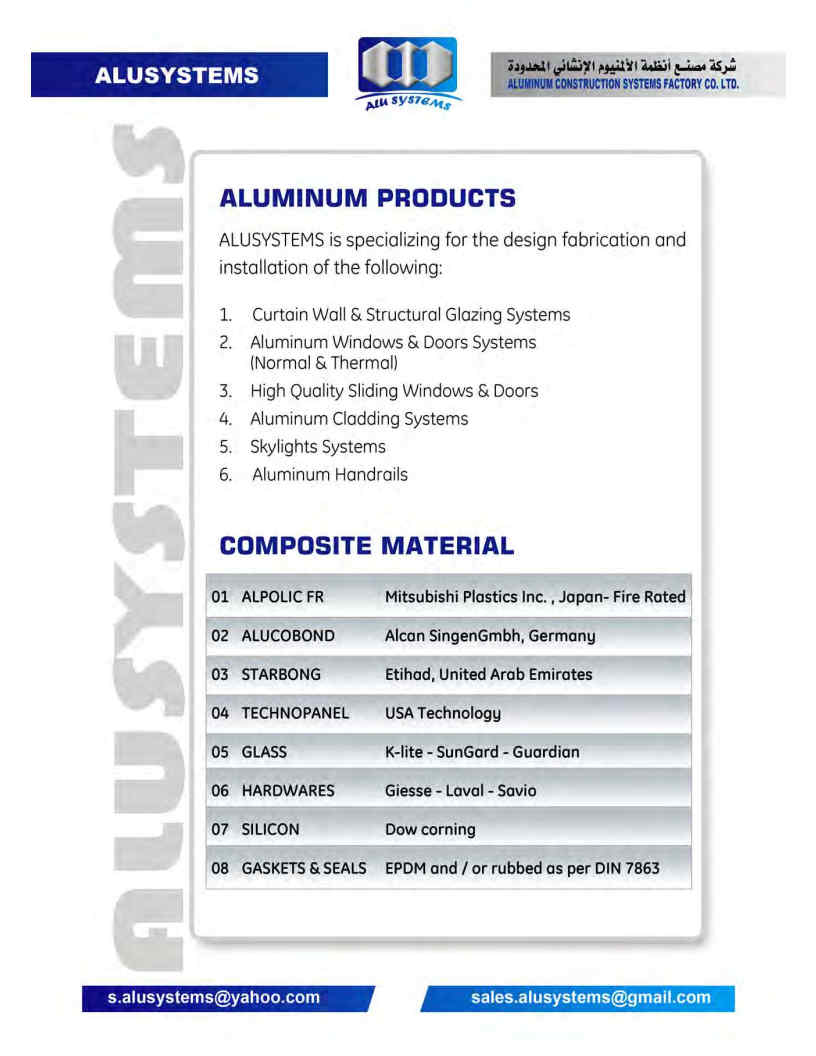 ALUSYSTEMS
ALU SYSTEMS
شركة مصنع أنظمة الألمنيوم الإنشائي المحدودة
ALUMINUM CONSTRUCTION SYSTEMS FACTORY CO. LTD.
ALUSYSTEMS
ALUMINUM PRODUCTS
ALUSYSTEMS is specializing for the design fabrication and
installation of the following:
1. Curtain Wall & Structural Glazing Systems
2. Aluminum Windows & Doors Systems
(Normal & Thermal)
3. High Quality Sliding Windows & Doors
4. Aluminum Cladding Systems
5. Skylights Systems
6. Aluminum Handrails
COMPOSITE MATERIAL
01 ALPOLIC FR Mitsubishi Plastics Inc. , Japan- Fire Rated
02 ALUCOBOND Alcan SingenGmbh, Germany
03 STARBONG Etihad, United Arab Emirates
04 TECHNOPANEL USA Technology
05 GLASS K-lite - SunGard - Guardian
06 HARDWARES Giesse - Laval - Savio
07 SILICON Dow corning
08 GASKETS & SEALS EPDM and / or rubbed as per DIN 7863
s.alusystems@yahoo.com
sales.alusystems@gmail.com